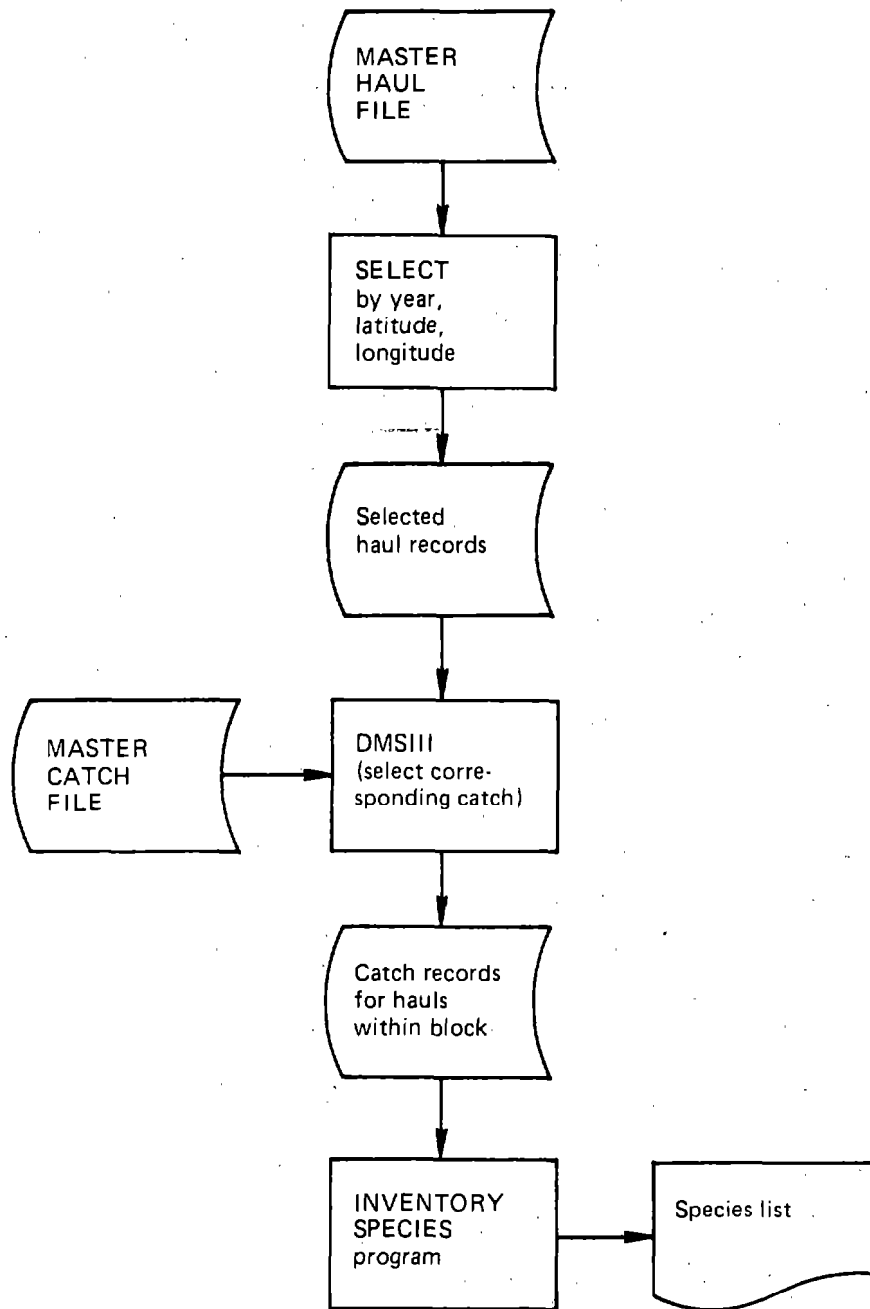 MASTER
HAUL
FILE
SELECT
by year,
latitude,
longitude
Selected
haul records
MASTER
CATCH
FILE
DMSIII
(select corre-
sponding catch)
Catch records
for hauls
within block
INVENTORY
SPECIES
program
Species list